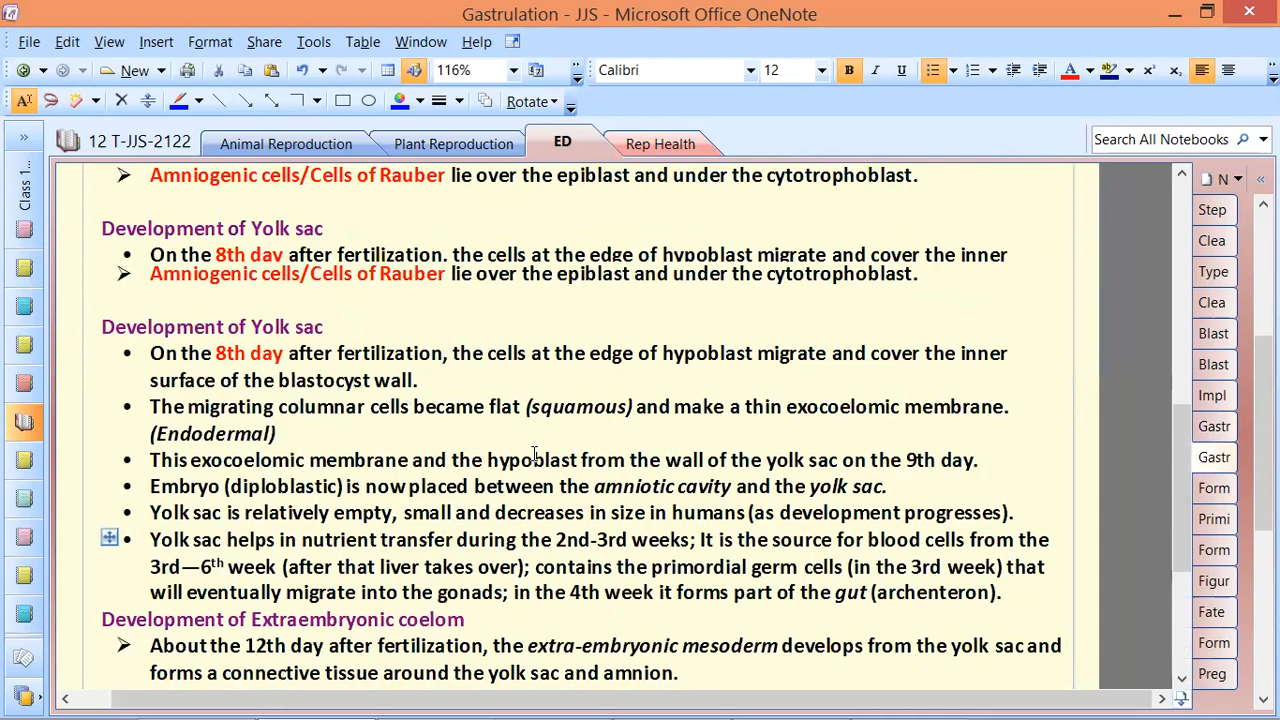 Gastrulation - JJS - Microsoft Office OneNote
File Edit View Insert Format Share Tools Table Window Help
New 116% Calibri 12 B I U
Rotate
12 T-JJS-2122 Animal Reproduction Plant Reproduction ED Rep Health Search All Notebooks
Class 1...
Amniogenic cells/Cells of Rauber lie over the epiblast and under the cytotrophoblast.
Development of Yolk sac
On the 8th day after fertilization, the cells at the edge of hypoblast migrate and cover the inner
Amniogenic cells/Cells of Rauber lie over the epiblast and under the cytotrophoblast.
Development of Yolk sac
• On the 8th day after fertilization, the cells at the edge of hypoblast migrate and cover the inner
surface of the blastocyst wall.
• The migrating columnar cells became flat (squamous) and make a thin exocoelomic membrane.
(Endodermal)
• This exocoelomic membrane and the hypoblast from the wall of the yolk sac on the 9th day.
• Embryo (diploblastic) is now placed between the amniotic cavity and the yolk sac.
• Yolk sac is relatively empty, small and decreases in size in humans (as development progresses).
• Yolk sac helps in nutrient transfer during the 2nd-3rd weeks; It is the source for blood cells from the
3rd—6th week (after that liver takes over); contains the primordial germ cells (in the 3rd week) that
will eventually migrate into the gonads; in the 4th week it forms part of the gut (archenteron).
Development of Extraembryonic coelom
About the 12th day after fertilization, the extra-embryonic mesoderm develops from the yolk sac and
forms a connective tissue around the yolk sac and amnion.
N
Step
Clea
Type
Clea
Blast
Blast
Impl
Gastr
Gastr
Form
Primi
Form
Figur
Fate
Form
Preg